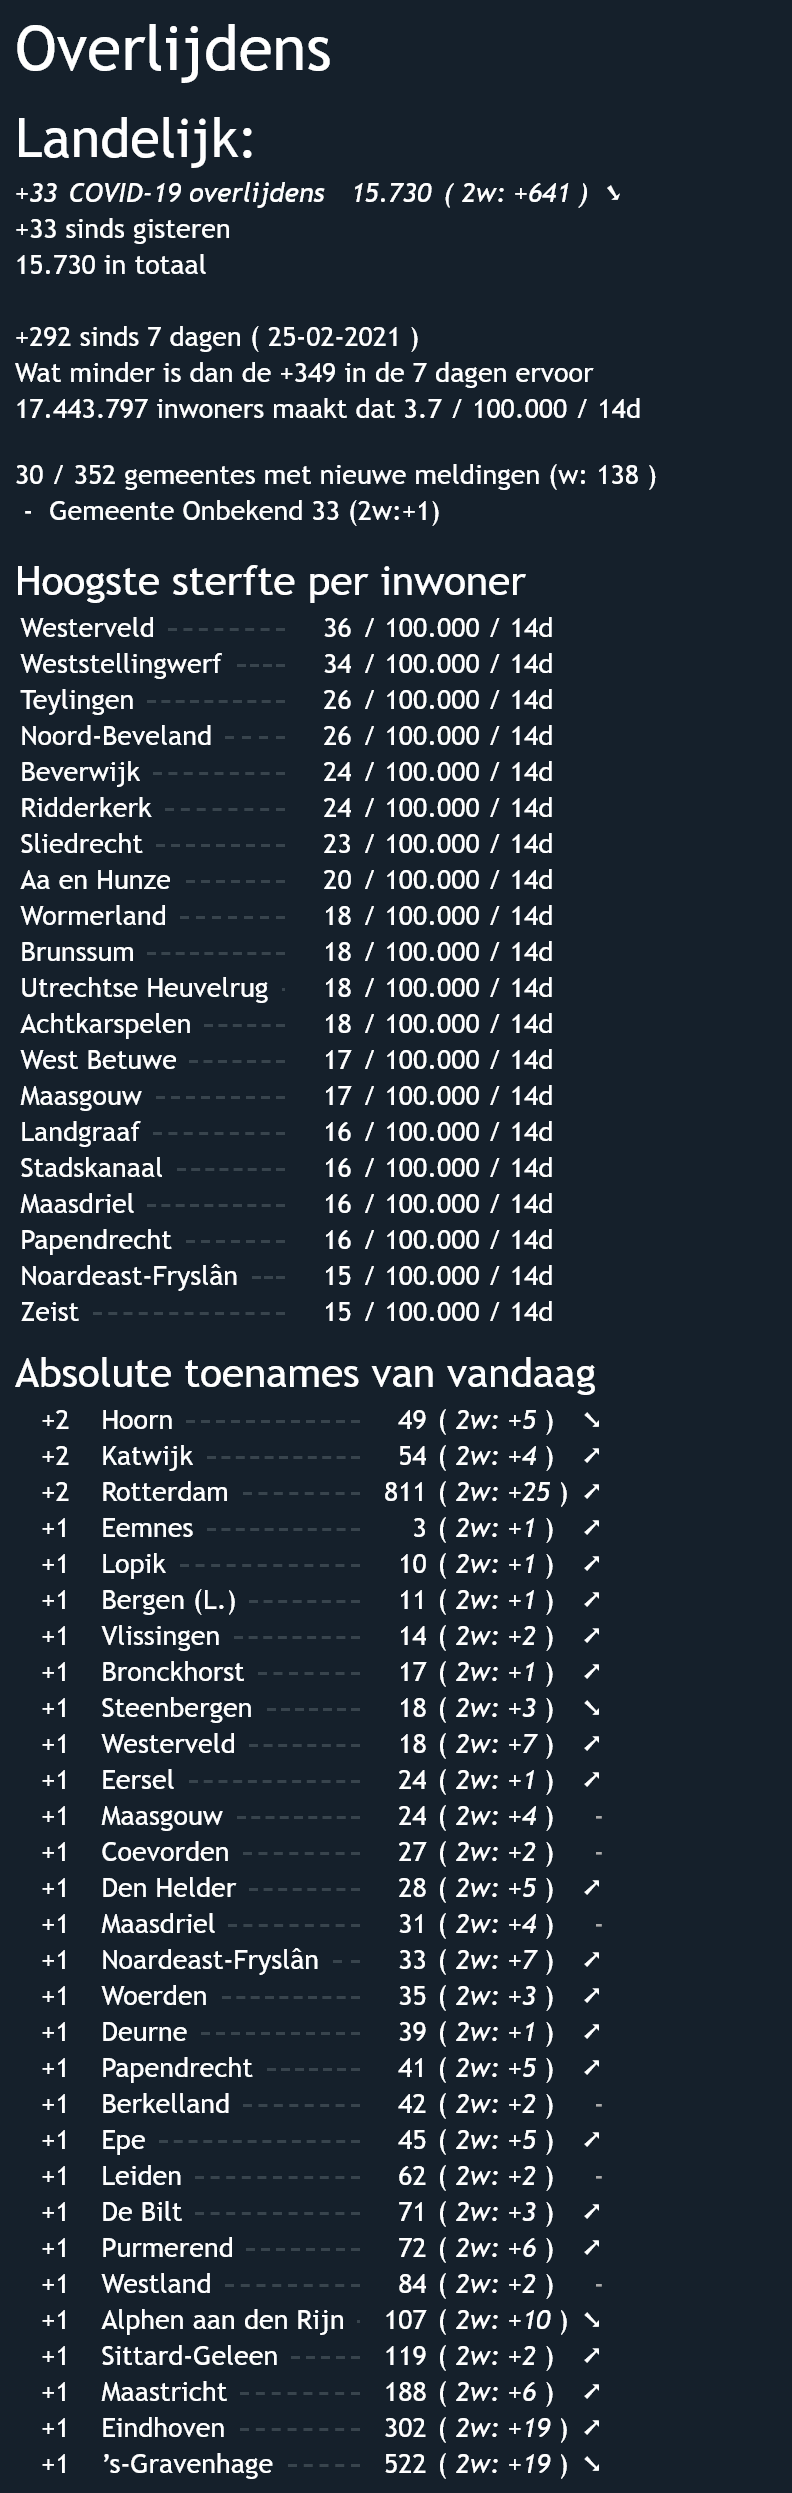 Overlijdens
Landelijk:
+33 COVID-19 overlijdens 15.730 ( 2w: +641 ) ➘
+33 sinds gisteren
15.730 in totaal
+292 sinds 7 dagen ( 25-02-2021 )
Wat minder is dan de +349 in de 7 dagen ervoor
17.443.797 inwoners maakt dat 3.7 / 100.000 / 14d
30 / 352 gemeentes met nieuwe meldingen (w: 138 )
- Gemeente Onbekend 33 (2w:+1)
Hoogste sterfte per inwoner
Westerveld -------- 36 / 100.000 / 14d
Weststellingwerf ---- 34 / 100.000 / 14d
Teylingen ---------- 26 / 100.000 / 14d
Noord-Beveland ---- 26 / 100.000 / 14d
Beverwijk --------- 24 / 100.000 / 14d
Ridderkerk -------- 24 / 100.000 / 14d
Sliedrecht --------- 23 / 100.000 / 14d
Aa en Hunze ------- 20 / 100.000 / 14d
Wormerland ------- 18 / 100.000 / 14d
Brunssum ---------- 18 / 100.000 / 14d
Utrechtse Heuvelrug - 18 / 100.000 / 14d
Achtkarspelen ------ 18 / 100.000 / 14d
West Betuwe ------- 17 / 100.000 / 14d
Maasgouw --------- 17 / 100.000 / 14d
Landgraaf --------- 16 / 100.000 / 14d
Stadskanaal -------- 16 / 100.000 / 14d
Maasdriel ---------- 16 / 100.000 / 14d
Papendrecht ------- 16 / 100.000 / 14d
Noardeast-Fryslân --- 15 / 100.000 / 14d
Zeist ------------- 15 / 100.000 / 14d
Absolute toenames van vandaag
+2 Hoorn ------------ 49 ( 2w: +5 ) ➘
+2 Katwijk ----------- 54 ( 2w: +4 ) ➚
+2 Rotterdam -------- 811 ( 2w: +25 ) ➚
+1 Eemnes ----------- 3 ( 2w: +1 ) ➚
+1 Lopik ------------ 10 ( 2w: +1 ) ➚
+1 Bergen (L.) -------- 11 ( 2w: +1 ) ➚
+1 Vlissingen --------- 14 ( 2w: +2 ) ➚
+1 Bronckhorst ------- 17 ( 2w: +1 ) ➚
+1 Steenbergen ------- 18 ( 2w: +3 ) ➘
+1 Westerveld -------- 18 ( 2w: +7 ) ➚
+1 Eersel ------------ 24 ( 2w: +1 ) ➚
+1 Maasgouw --------- 24 ( 2w: +4 ) -
+1 Coevorden -------- 27 ( 2w: +2 ) -
+1 Den Helder -------- 28 ( 2w: +5 ) ➚
+1 Maasdriel --------- 31 ( 2w: +4 ) -
+1 Noardeast-Fryslân -- 33 ( 2w: +7 ) ➚
+1 Woerden ---------- 35 ( 2w: +3 ) ➚
+1 Deurne ----------- 39 ( 2w: +1 ) ➚
+1 Papendrecht ------- 41 ( 2w: +5 ) ➚
+1 Berkelland -------- 42 ( 2w: +2 ) -
+1 Epe -------------- 45 ( 2w: +5 ) ➚
+1 Leiden ----------- 62 ( 2w: +2 ) -
+1 De Bilt ----------- 71 ( 2w: +3 ) ➚
+1 Purmerend -------- 72 ( 2w: +6 ) ➚
+1 Westland --------- 84 ( 2w: +2 ) -
+1 Alphen aan den Rijn - 107 ( 2w: +10 ) ➘
+1 Sittard-Geleen ----- 119 ( 2w: +2 ) ➚
+1 Maastricht -------- 188 ( 2w: +6 ) ➚
+1 Eindhoven -------- 302 ( 2w: +19 ) ➚
+1 ’s-Gravenhage ----- 522 ( 2w: +19 ) ➘